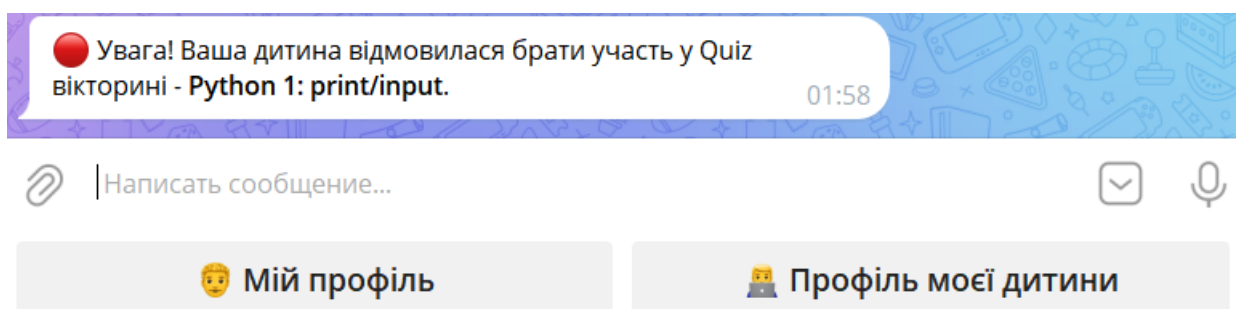 🔴 Увага! Ваша дитина відмовилася брати участь у Quiz
вікторині - Python 1: print/input.
01:58
Написать сообщение...
👨‍🦰 Мій профіль
👨‍💻 Профіль моєї дитини